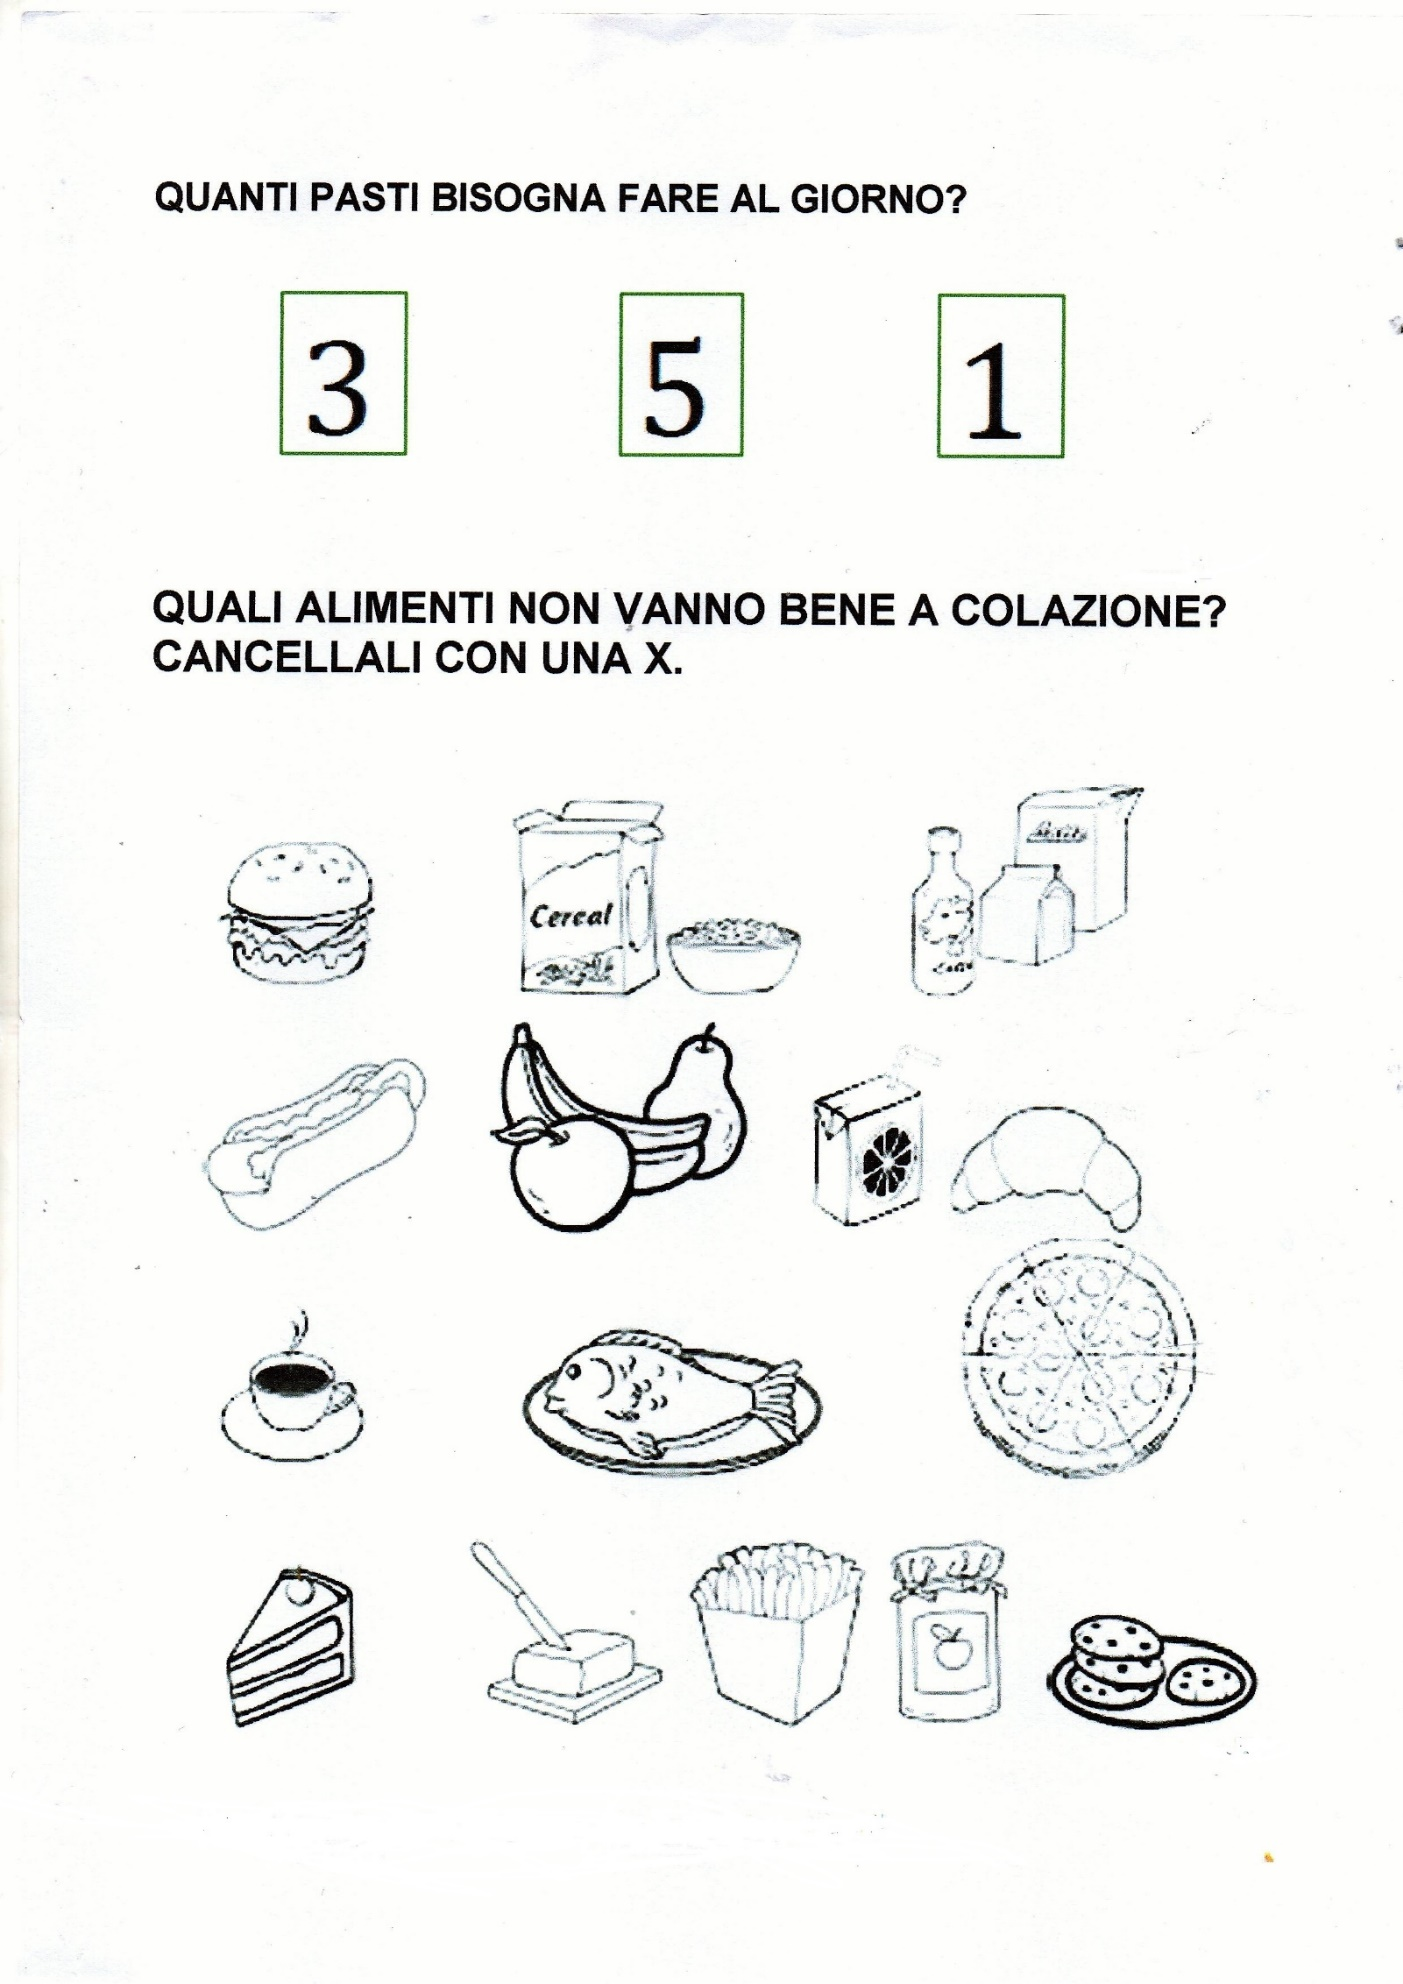 QUANTI PASTI BISOGNA FARE AL GIORNO?
3 5 1
QUALI ALIMENTI NON VANNO BENE A COLAZIONE?
CANCELLALI CON UNA X.
Cereal